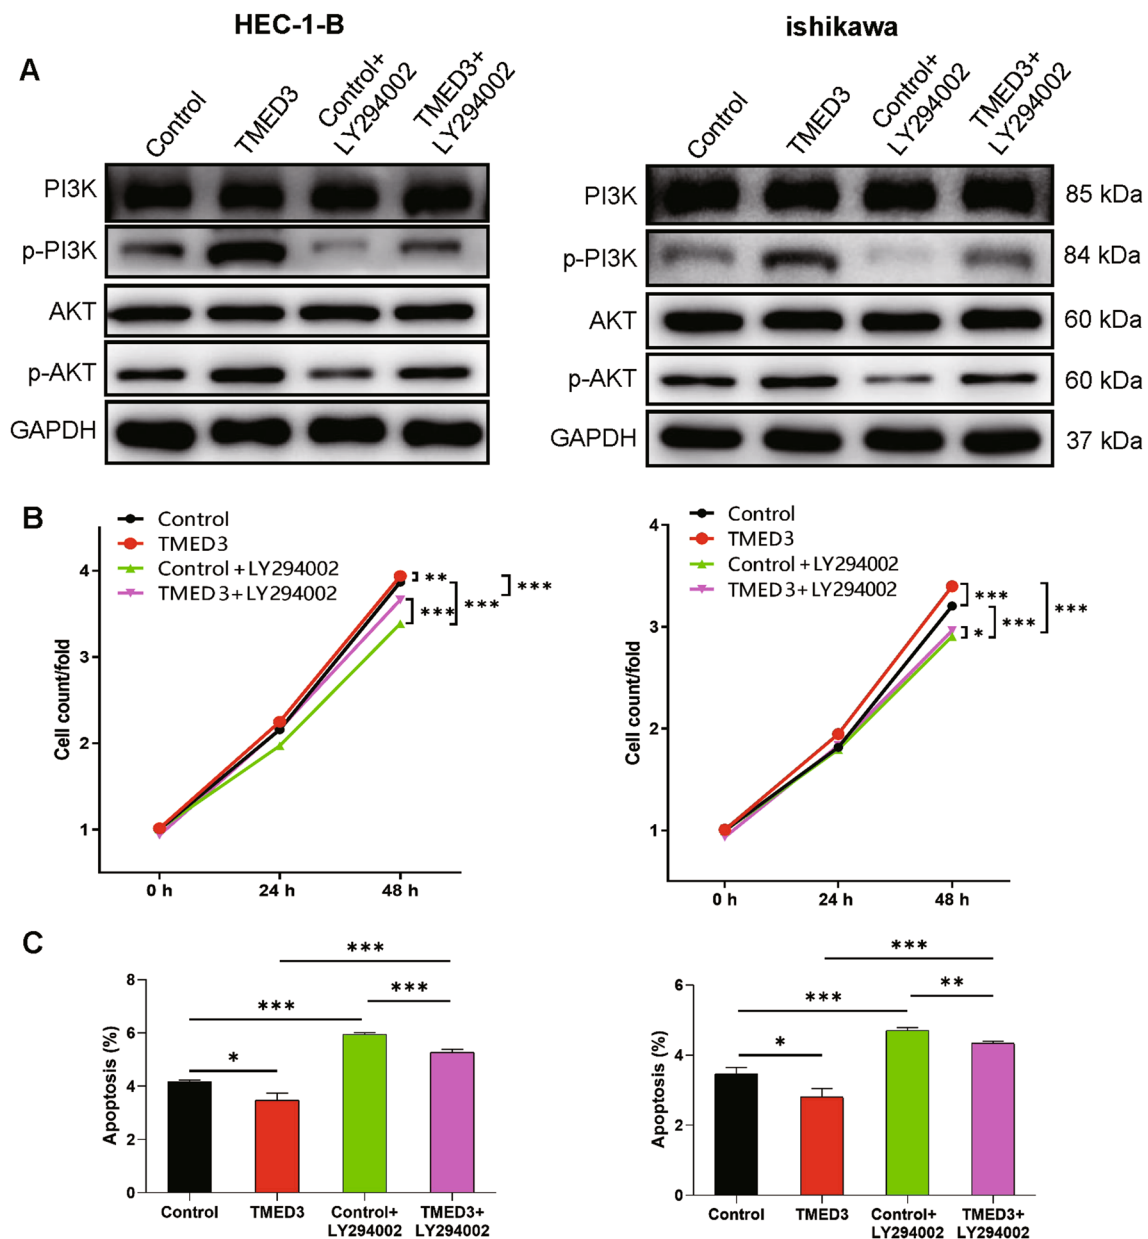 HEC-1-B
ishikawa
A
Control
TMED3
Control+
LY294002
TMED3+
LY294002
Control
TMED3
Control+
LY294002
TMED3+
LY294002
PI3K
p-PI3K
AKT
p-AKT
GAPDH
PI3K
85 kDa
p-PI3K
84 kDa
AKT
60 kDa
p-AKT
60 kDa
GAPDH
37 kDa
B
Control
TMED3
Control+LY294002
TMED3+LY294002
**
***
***
***
Cell count/fold
4
3
2
1
0 h
24 h
48 h
Control
TMED3
Control+LY294002
TMED3+LY294002
***
***
***
*
Cell count/fold
4
3
2
1
0 h
24 h
48 h
C
***
***
***
*
Apoptosis (%)
8
6
4
2
0
Control
TMED3
Control+
LY294002
TMED3+
LY294002
***
**
***
*
Apoptosis (%)
6
4
2
0
Control
TMED3
Control+
LY294002
TMED3+
LY294002